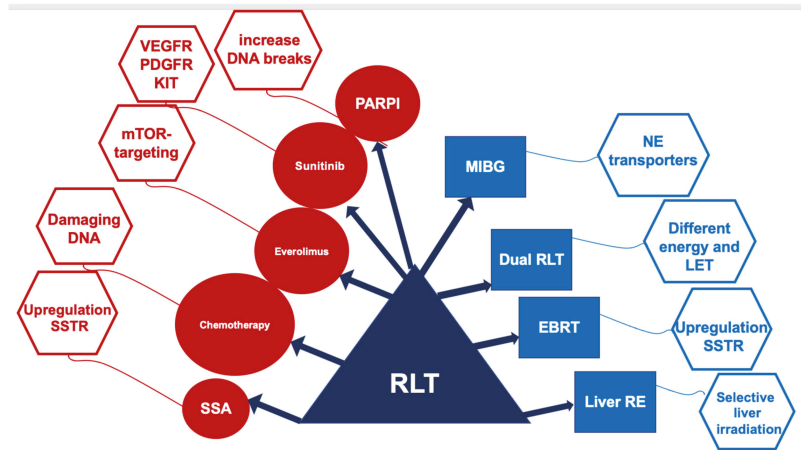 VEGFR
PDGFR
KIT
increase
DNA breaks
PARPI
mTOR-
targeting
Sunitinib
MIBG
NE
transporters
Damaging
DNA
Everolimus
Dual RLT
Different
energy and
LET
Upregulation
SSTR
Chemotherapy
EBRT
Upregulation
SSTR
RLT
SSA
Liver RE
Selective
liver
irradiation